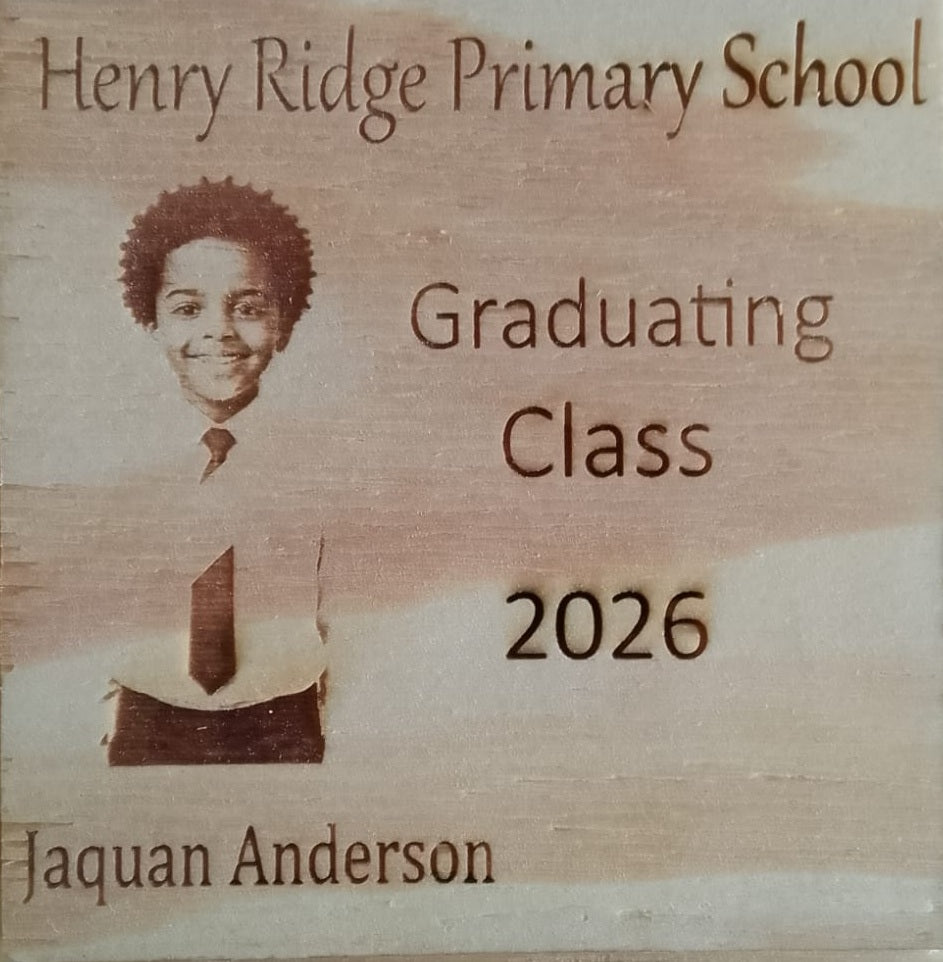 Henry Ridge Primary School
Graduating
Class
2026
Jaquan Anderson